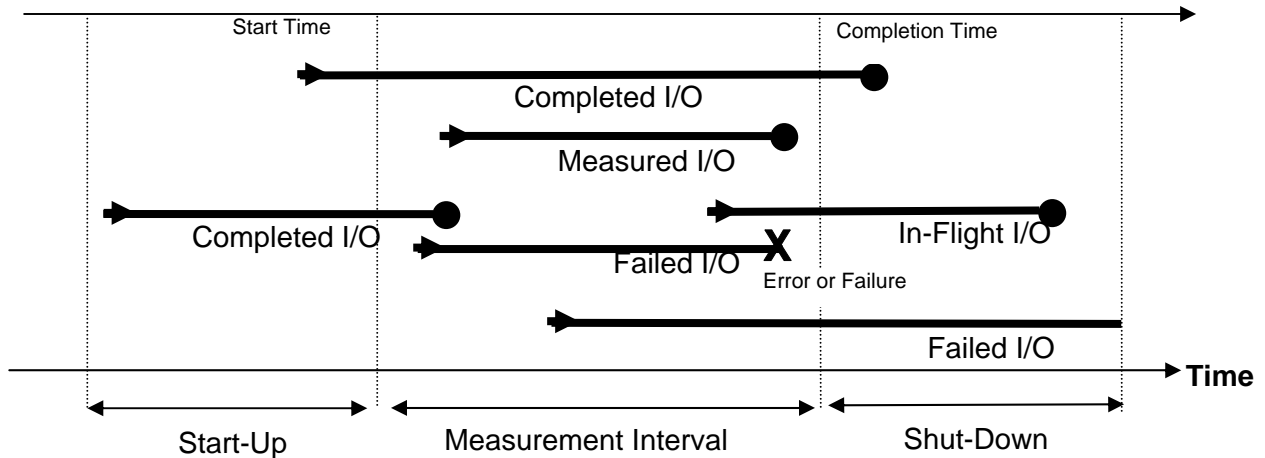 Start Time
Completion Time
Completed I/O
Measured I/O
Completed I/O
In-Flight I/O
Failed I/O
X
Error or Failure
Failed I/O
Time
Start-Up
Measurement Interval
Shut-Down